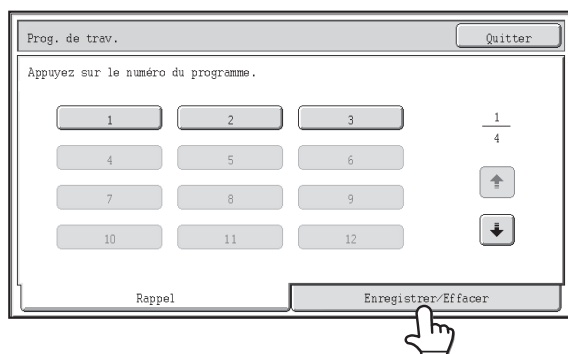 Prog. de trav. Quitter
Appuyez sur le numéro du programme.
1 2 3
4 5 6
7 8 9
10 11 12
1
4
Rappel Enregistrer/Effacer